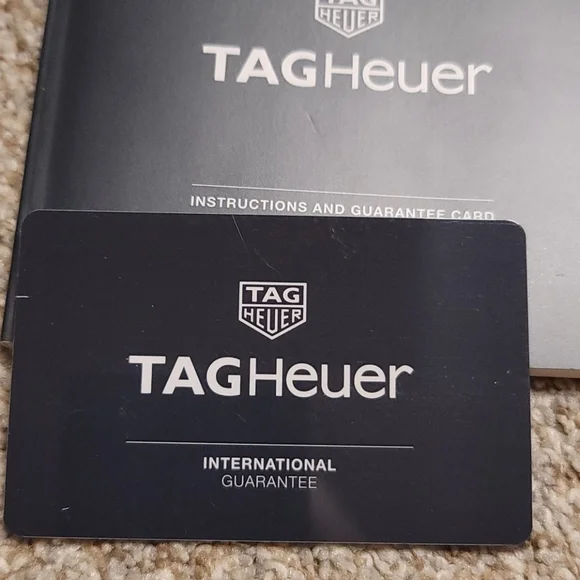 TAG
HEUER
TAGHeuer
INSTRUCTIONS AND GUARANTEE CARD
TAG
HEUER
TAGHeuer
INTERNATIONAL
GUARANTEE